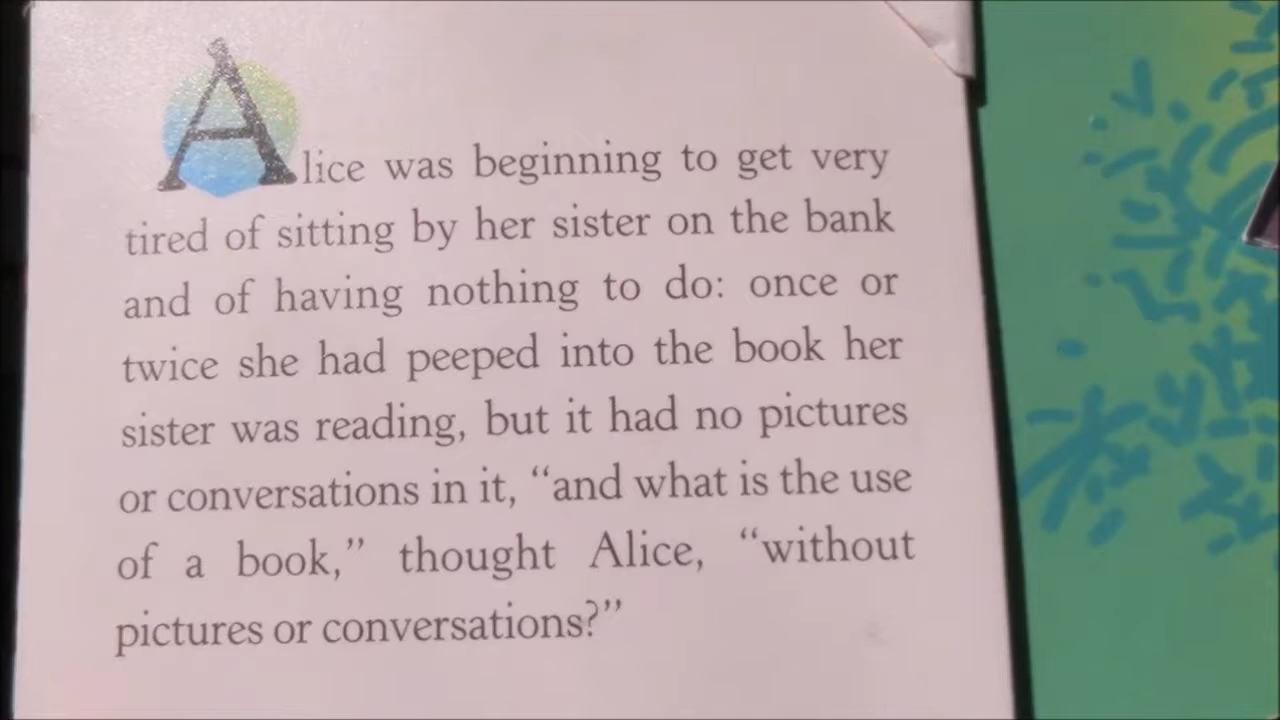 Alice was beginning to get very
tired of sitting by her sister on the bank
and of having nothing to do: once or
twice she had peeped into the book her
sister was reading, but it had no pictures
or conversations in it, “and what is the use
of a book,” thought Alice, “without
pictures or conversations?”